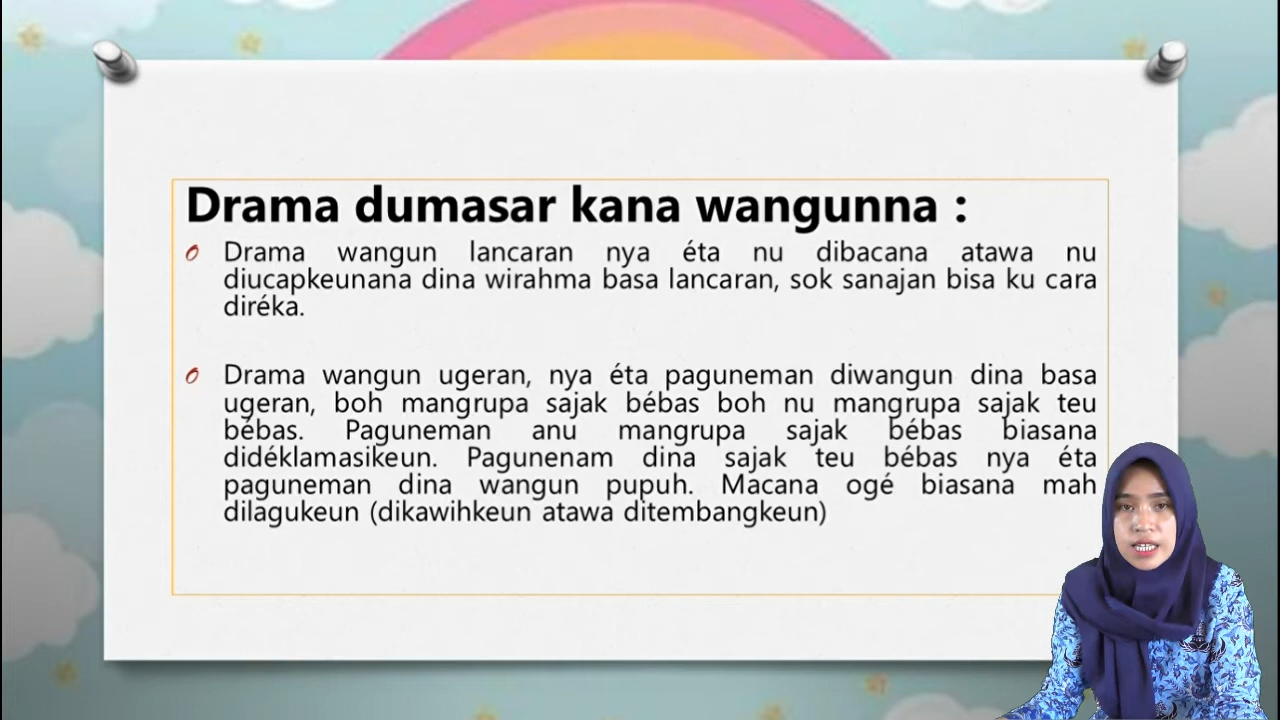 Drama dumasar kana wangunna :
Drama wangun lancaran nya éta nu dibacana atawa nu
diucapkeunana dina wirahma basa lancaran, sok sanajan bisa ku cara
diréka.
Drama wangun ugeran, nya éta paguneman diwangun dina basa
ugeran, boh mangrupa sajak bébas boh nu mangrupa sajak teu
bébas. Paguneman anu mangrupa sajak bébas biasana
didéklamasikeun. Pagunenam dina sajak teu bébas nya éta
paguneman dina wangun pupuh. Macana ogé biasana mah
dilagukeun (dikawihkeun atawa ditembangkeun)